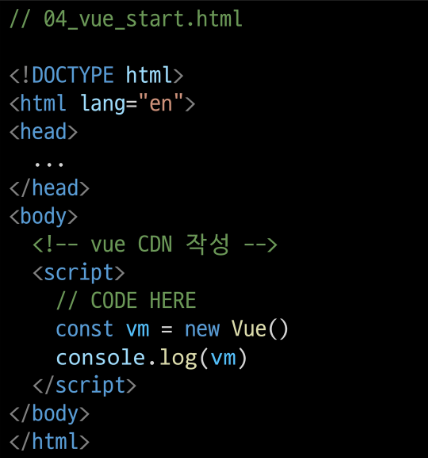 // 04_vue_start.html

<!DOCTYPE html>
<html lang="en">
<head>
  ...
</head>
<body>
  <!-- vue CDN 작성 -->
  <script>
    // CODE HERE
    const vm = new Vue()
    console.log(vm)
  </script>
</body>
</html>